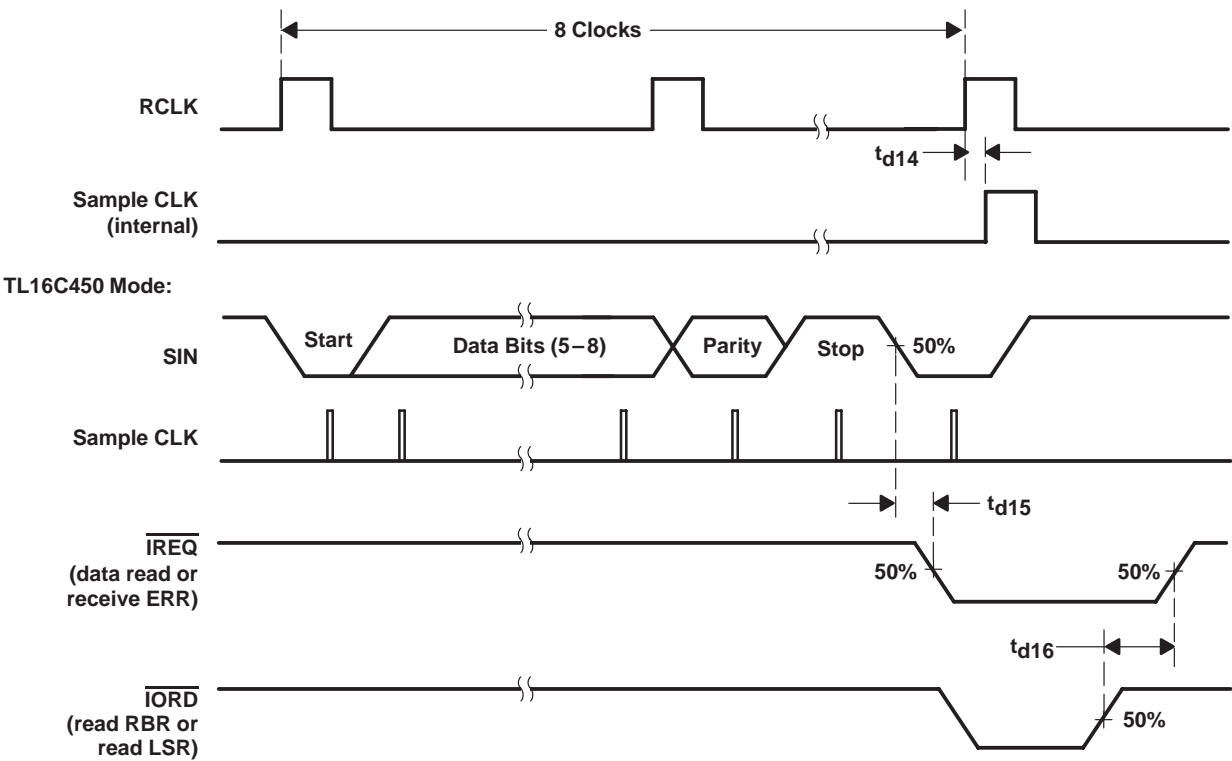 8 Clocks
RCLK
td14
Sample CLK
(internal)
TL16C450 Mode:
SIN
Start
Data Bits (5–8)
Parity
Stop
50%
Sample CLK
td15
IREQ
(data read or
receive ERR)
50%
50%
td16
IORD
(read RBR or
read LSR)
50%